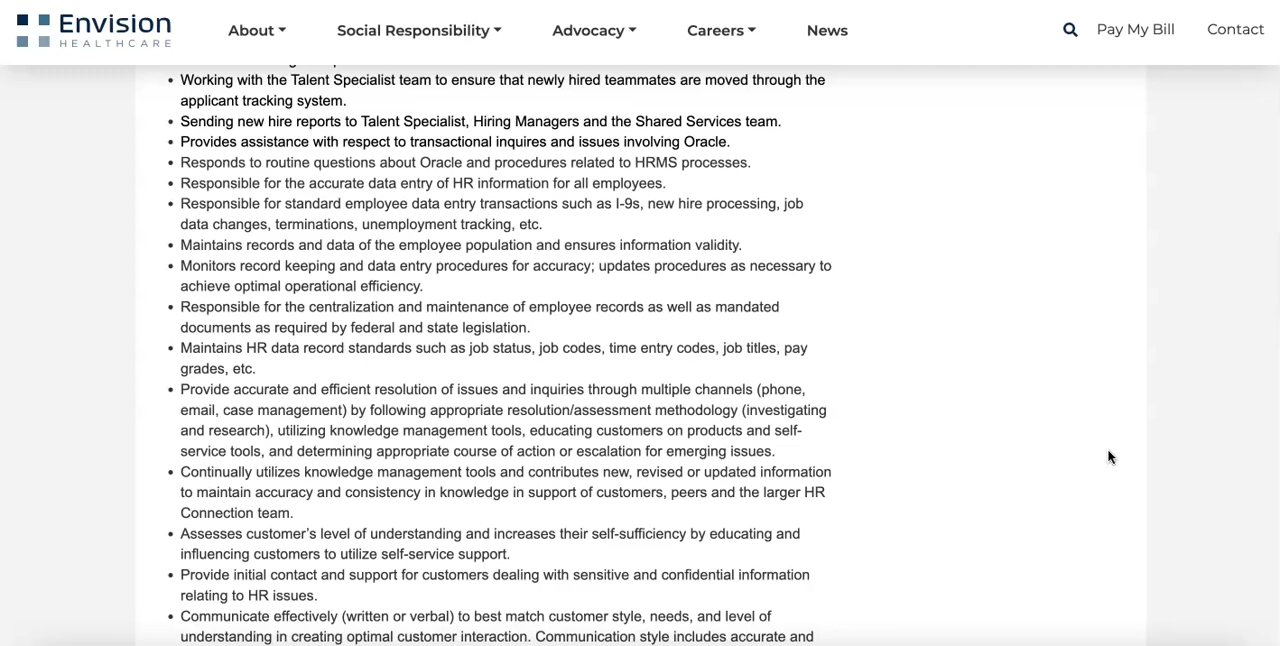 Envision
HEALTHCARE
About
Social Responsibility
Advocacy
Careers
News
Pay My Bill
Contact
Working with the Talent Specialist team to ensure that newly hired teammates are moved through the
applicant tracking system.
Sending new hire reports to Talent Specialist, Hiring Managers and the Shared Services team.
Provides assistance with respect to transactional inquires and issues involving Oracle.
Responds to routine questions about Oracle and procedures related to HRMS processes.
Responsible for the accurate data entry of HR information for all employees.
Responsible for standard employee data entry transactions such as I-9s, new hire processing, job
data changes, terminations, unemployment tracking, etc.
Maintains records and data of the employee population and ensures information validity.
Monitors record keeping and data entry procedures for accuracy; updates procedures as necessary to
achieve optimal operational efficiency.
Responsible for the centralization and maintenance of employee records as well as mandated
documents as required by federal and state legislation.
Maintains HR data record standards such as job status, job codes, time entry codes, job titles, pay
grades, etc.
Provide accurate and efficient resolution of issues and inquiries through multiple channels (phone,
email, case management) by following appropriate resolution/assessment methodology (investigating
and research), utilizing knowledge management tools, educating customers on products and self-
service tools, and determining appropriate course of action or escalation for emerging issues.
Continually utilizes knowledge management tools and contributes new, revised or updated information
to maintain accuracy and consistency in knowledge in support of customers, peers and the larger HR
Connection team.
Assesses customer's level of understanding and increases their self-sufficiency by educating and
influencing customers to utilize self-service support.
Provide initial contact and support for customers dealing with sensitive and confidential information
relating to HR issues.
Communicate effectively (written or verbal) to best match customer style, needs, and level of
understanding in creating optimal customer interaction. Communication style includes accurate and